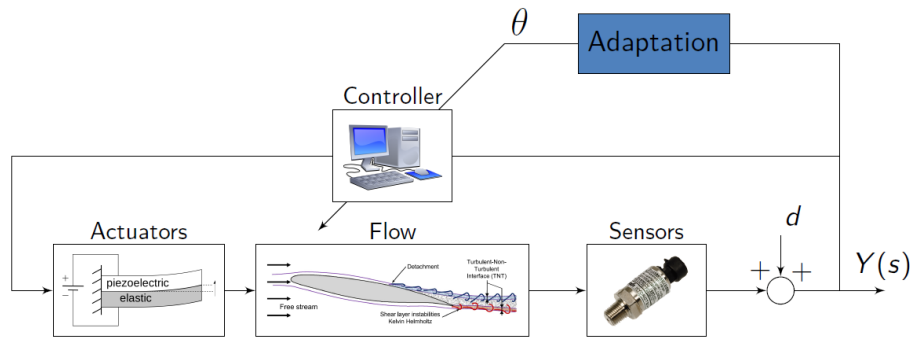 θ
Adaptation
Controller
Actuators
Flow
Sensors
d
+ +
Y(s)
+
−
piezoelectric
elastic
Detachment
Turbulent-Non-
Turbulent
Interface (TNT)
Free stream
Shear layer instabilities
Kelvin Helmholtz